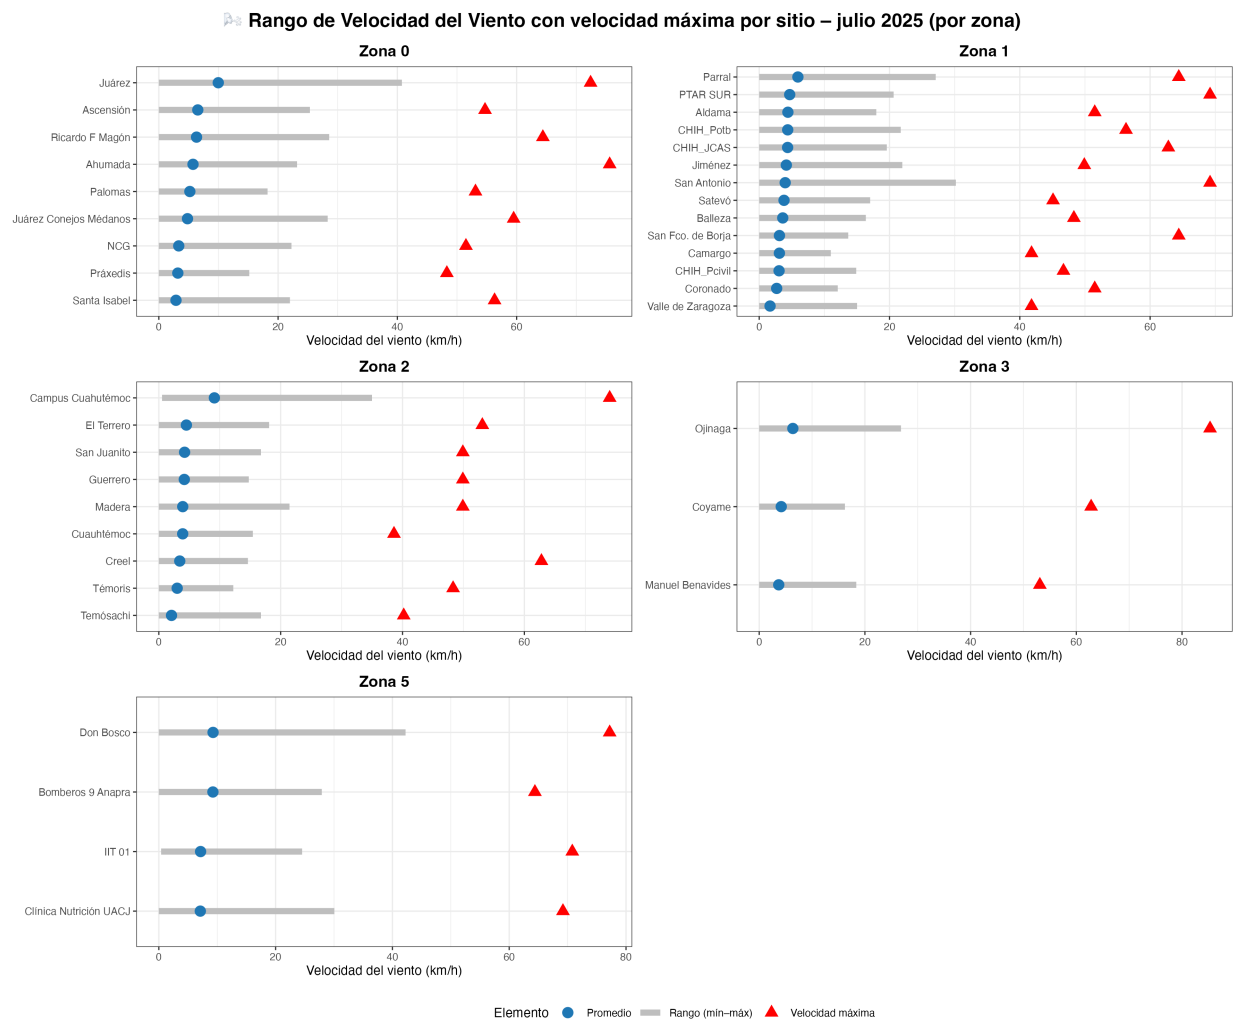 🌬️ Rango de Velocidad del Viento con velocidad máxima por sitio – julio 2025 (por zona)
Zona 0
Juárez
Ascensión
Ricardo F Magón
Ahumada
Palomas
Juárez Conejos Médanos
NCG
Práxedis
Santa Isabel
0 20 40 60
Velocidad del viento (km/h)
Zona 1
Parral
PTAR SUR
Aldama
CHIH_Potb
CHIH_JCAS
Jiménez
San Antonio
Satevó
Balleza
San Fco. de Borja
Camargo
CHIH_Pcivil
Coronado
Valle de Zaragoza
0 20 40 60
Velocidad del viento (km/h)
Zona 2
Campus Cuahutémoc
El Terrero
San Juanito
Guerrero
Madera
Cuauhtémoc
Creel
Témoris
Temósachi
0 20 40 60
Velocidad del viento (km/h)
Zona 3
Ojinaga
Coyame
Manuel Benavides
0 20 40 60 80
Velocidad del viento (km/h)
Zona 5
Don Bosco
Bomberos 9 Anapra
IIT 01
Clínica Nutrición UACJ
0 20 40 60 80
Velocidad del viento (km/h)
Elemento Promedio Rango (mín–máx) Velocidad máxima